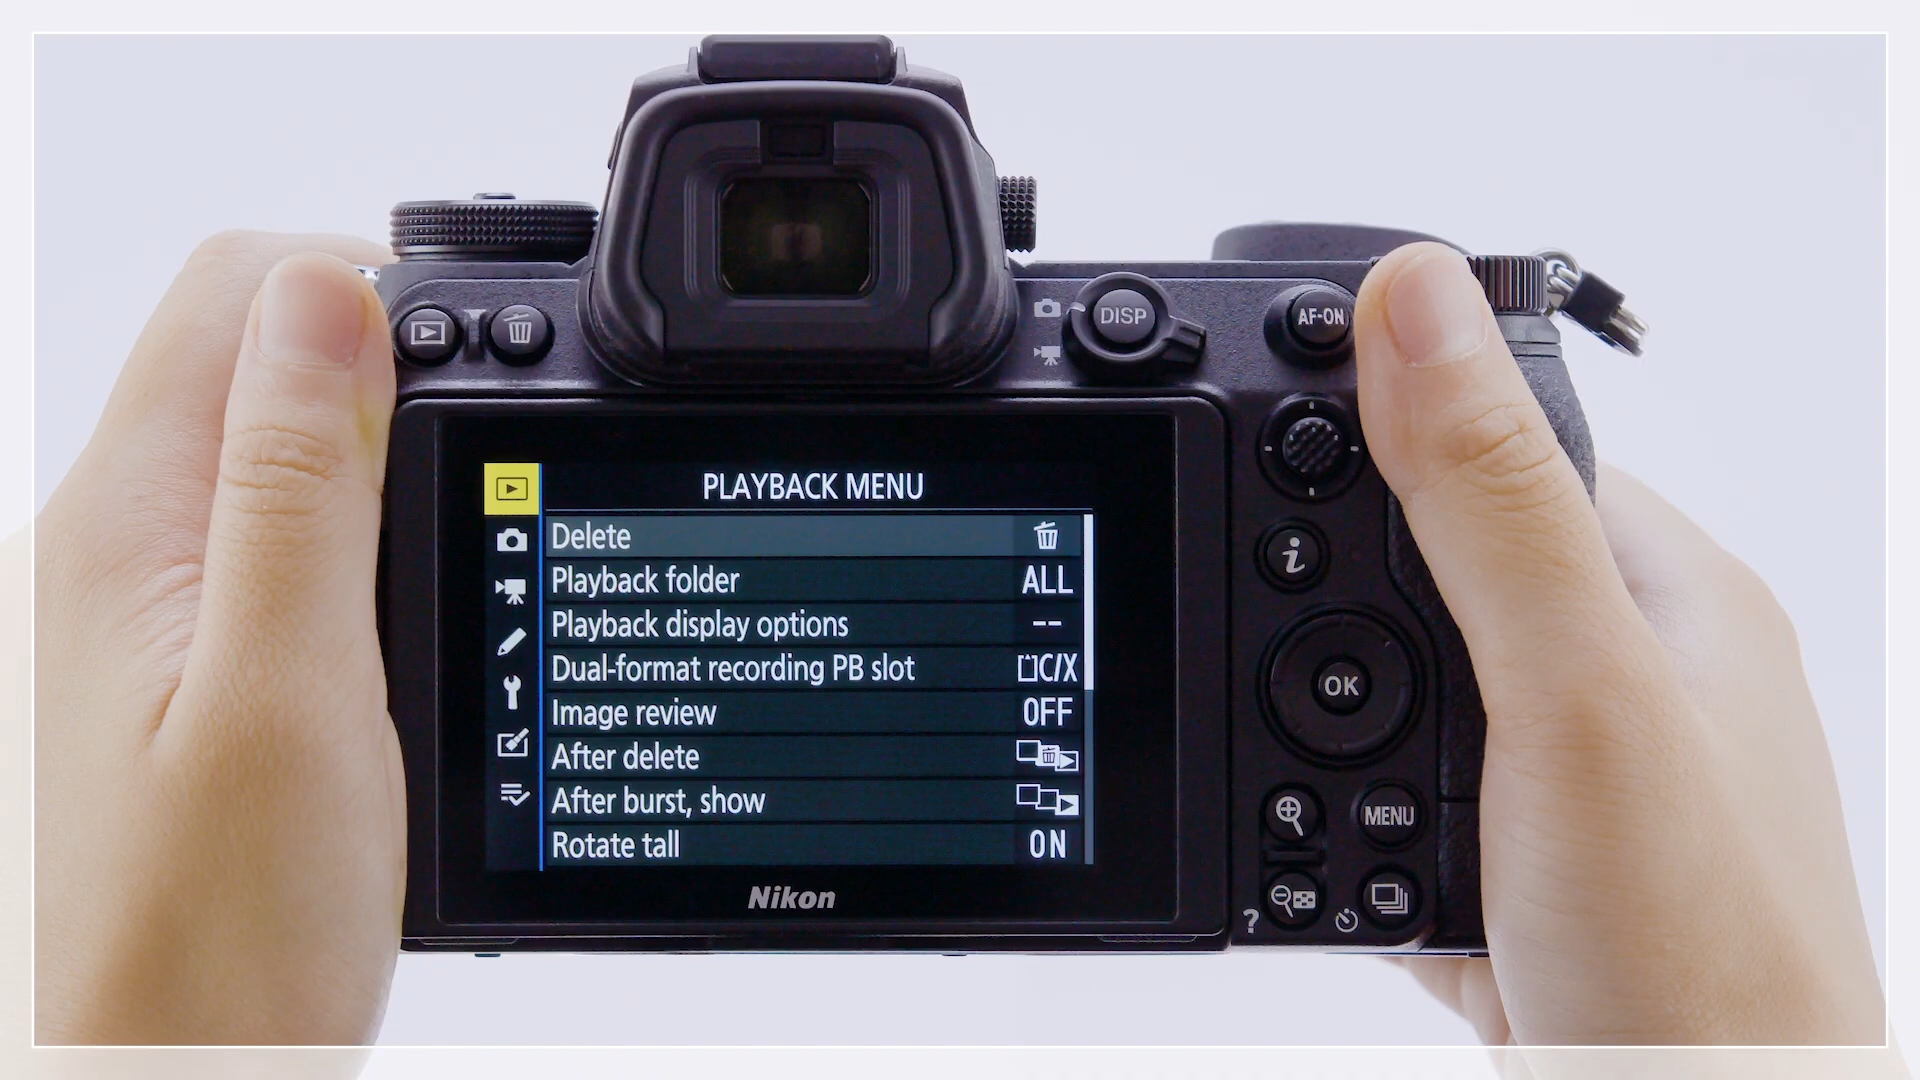 DISP
AF-ON
PLAYBACK MENU
Delete
Playback folder ALL
Playback display options --
Dual-format recording PB slot C/X
Image review OFF
After delete
After burst, show
Rotate tall ON
Nikon
i
OK
MENU
?